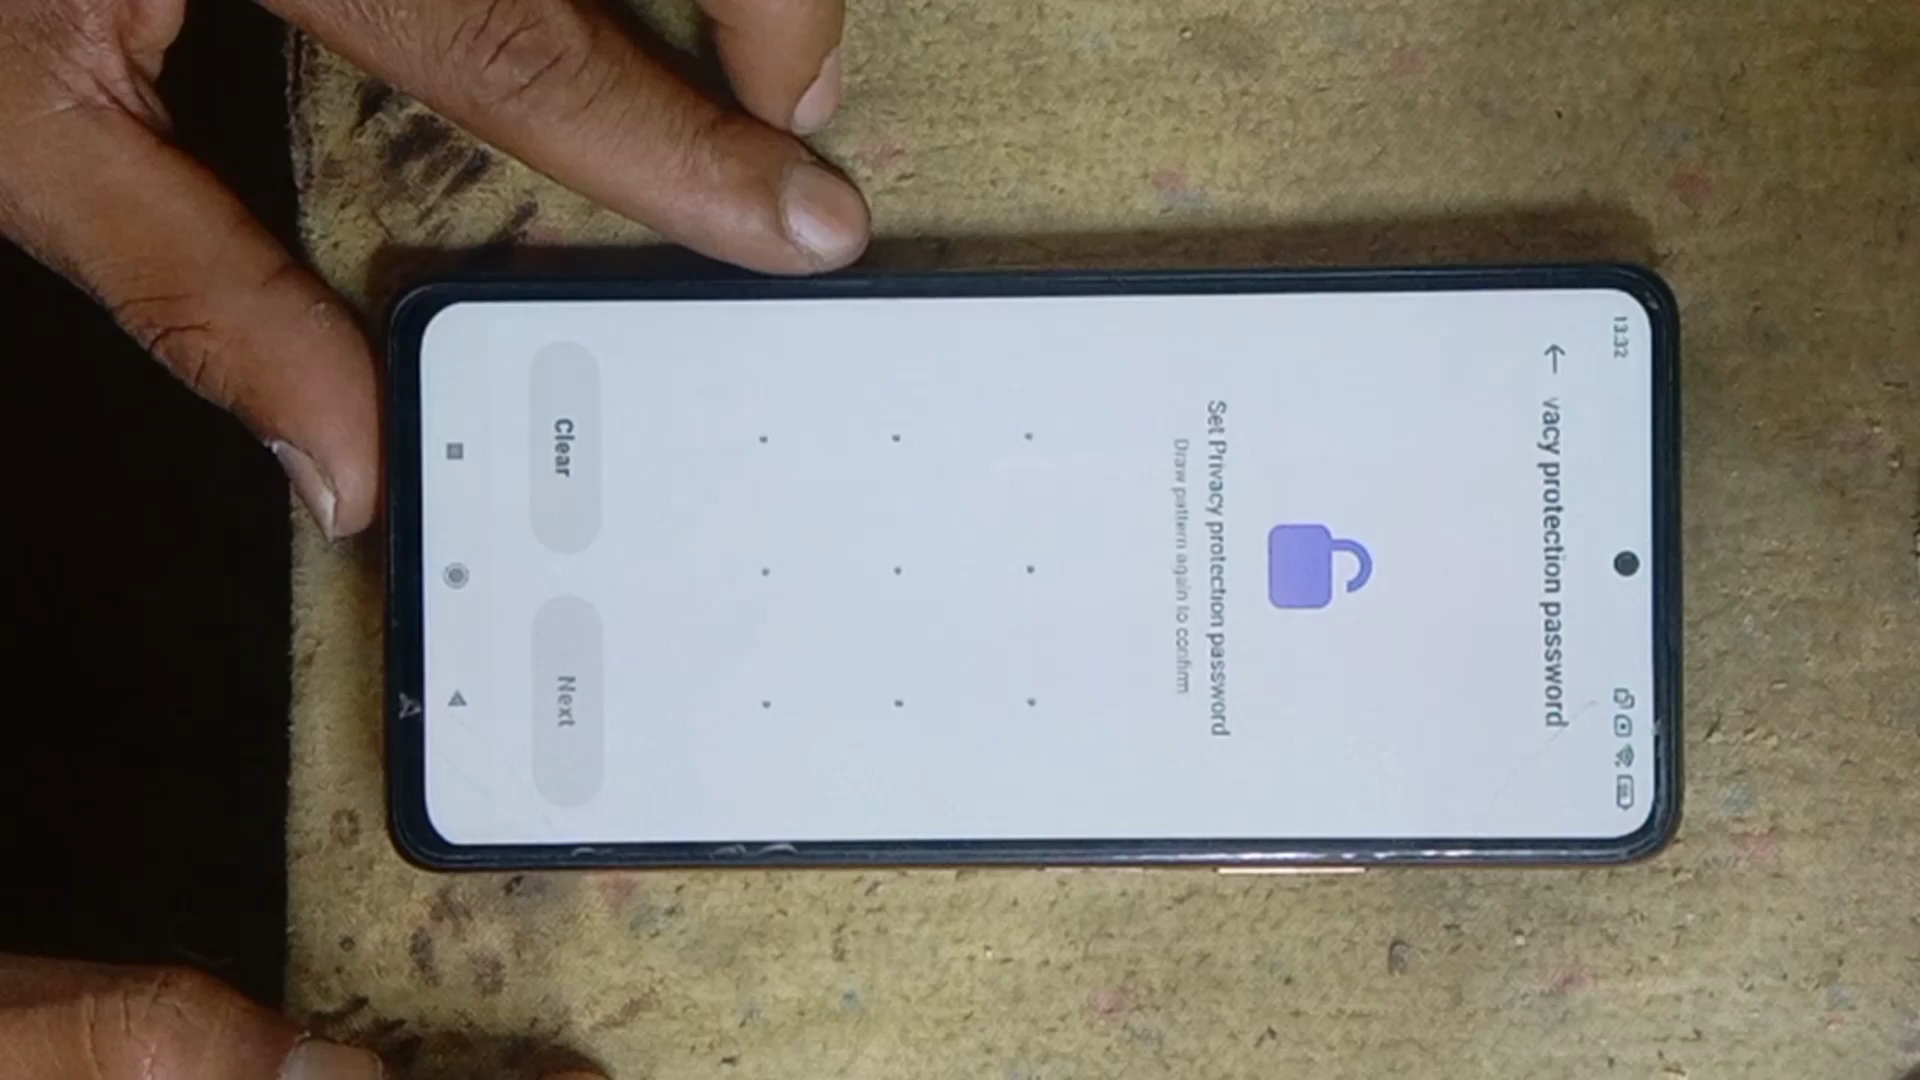 13:32
vacy protection password
Set Privacy protection password
Draw pattern again to confirm
Clear
Next